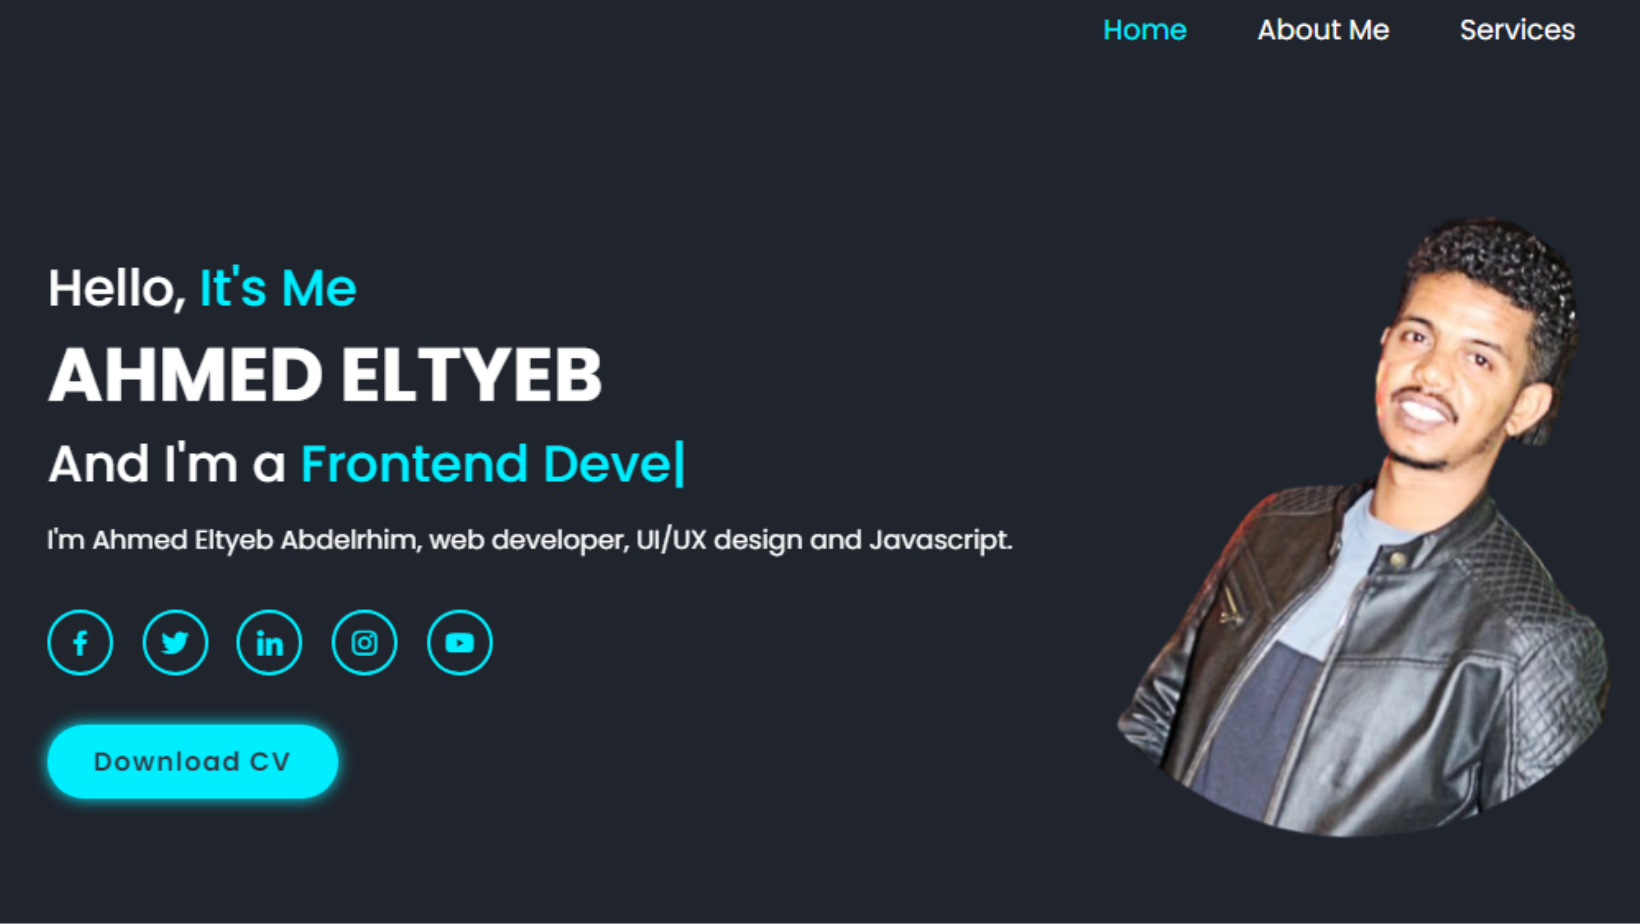 Home About Me Services
Hello, It's Me
AHMED ELTYEB
And I'm a Frontend Deve|
I'm Ahmed Eltyeb Abdelrhim, web developer, UI/UX design and Javascript.
Download CV